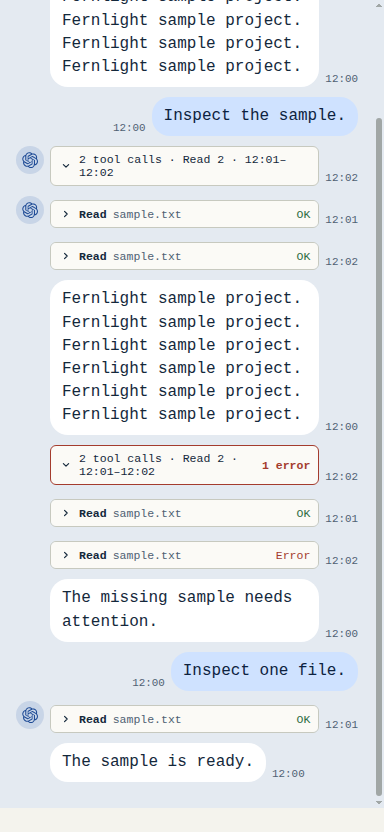 Fernlight sample project.
Fernlight sample project.
Fernlight sample project.
12:00
Inspect the sample.
12:00
2 tool calls · Read 2 · 12:01–
12:02
12:02
Read sample.txt OK
12:01
Read sample.txt OK
12:02
Fernlight sample project.
Fernlight sample project.
Fernlight sample project.
Fernlight sample project.
Fernlight sample project.
Fernlight sample project.
12:00
2 tool calls · Read 2 ·
12:01–12:02
1 error
12:02
Read sample.txt OK
12:01
Read sample.txt Error
12:02
The missing sample needs
attention.
12:00
Inspect one file.
12:00
Read sample.txt OK
12:01
The sample is ready.
12:00